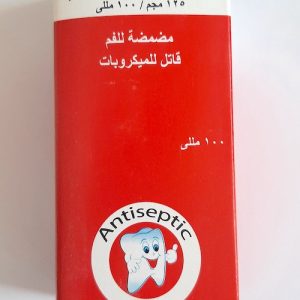 ١٢٥ مجم / ١٠٠ مللى
مضمضة للفم
قاتل للميكروبات
١٠٠ مللى
Antiseptic